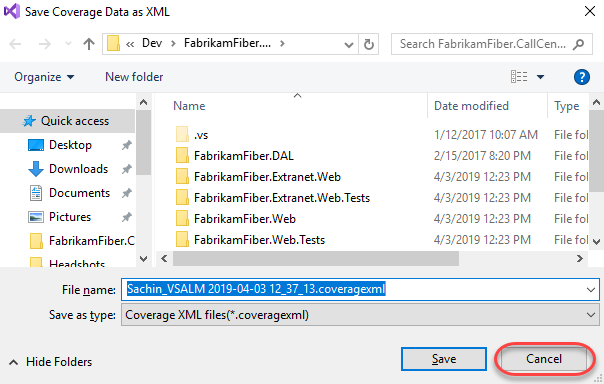 Save Coverage Data as XML
« Dev > FabrikamFiber.... > Search FabrikamFiber.CallCen...
Organize New folder
Name Date modified Type
Quick access
Desktop
Downloads
Documents
Pictures
FabrikamFiber.C
Headshots
.vs 1/12/2017 10:07 AM File fol
FabrikamFiber.DAL 2/15/2017 8:20 PM File fol
FabrikamFiber.Extranet.Web 4/3/2019 12:23 PM File fol
FabrikamFiber.Extranet.Web.Tests 4/3/2019 12:23 PM File fol
FabrikamFiber.Web 4/3/2019 12:23 PM File fol
FabrikamFiber.Web.Tests 4/3/2019 12:23 PM File fol
File name: Sachin_VSALM 2019-04-03 12_37_13.coveragexml
Save as type: Coverage XML files(*.coveragexml)
Hide Folders Save Cancel